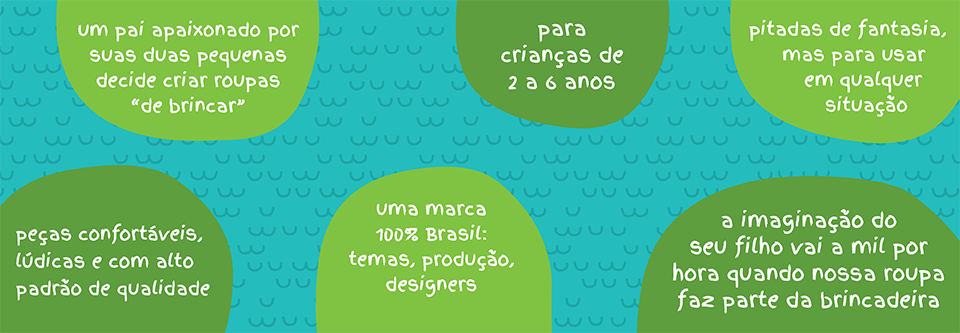 um pai apaixonado por
suas duas pequenas
decide criar roupas
“de brincar”
para
crianças de
2 a 6 anos
pitadas de fantasia,
mas para usar
em qualquer
situação
peças confortáveis,
lúdicas e com alto
padrão de qualidade
uma marca
100% Brasil:
temas, produção,
designers
a imaginação do
seu filho vai a mil por
hora quando nossa roupa
faz parte da brincadeira